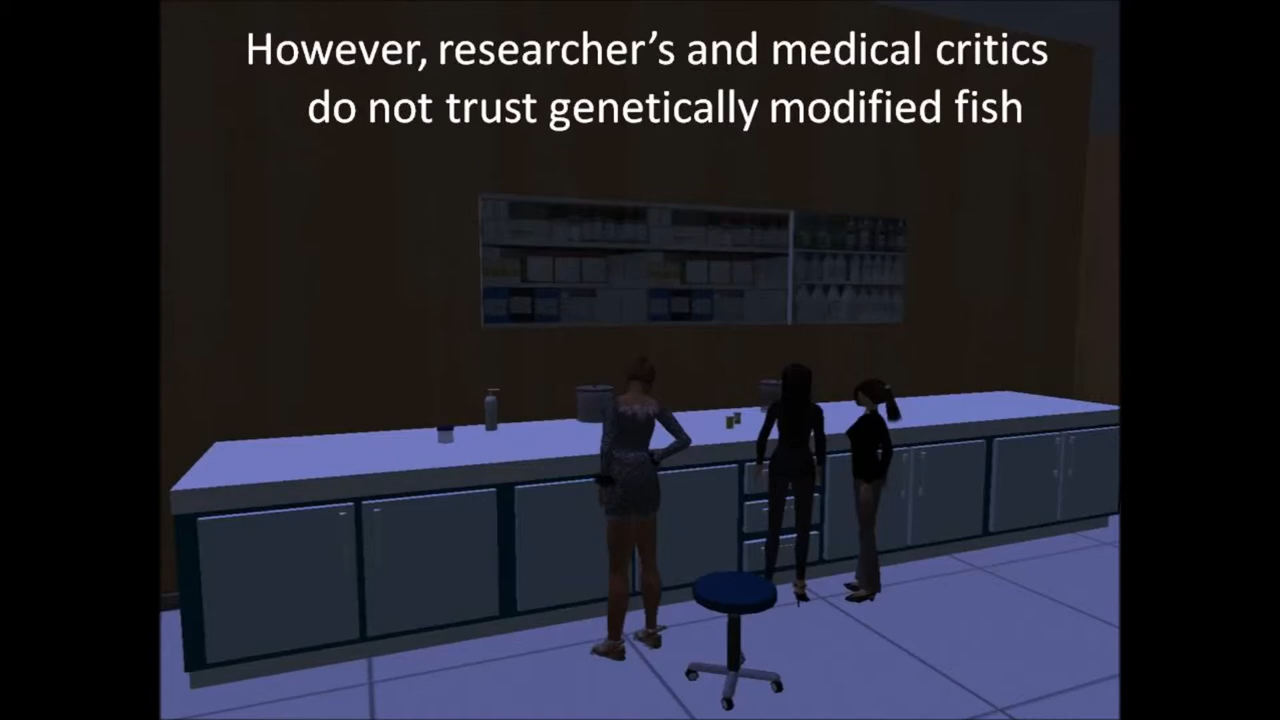 However, researcher’s and medical critics
do not trust genetically modified fish